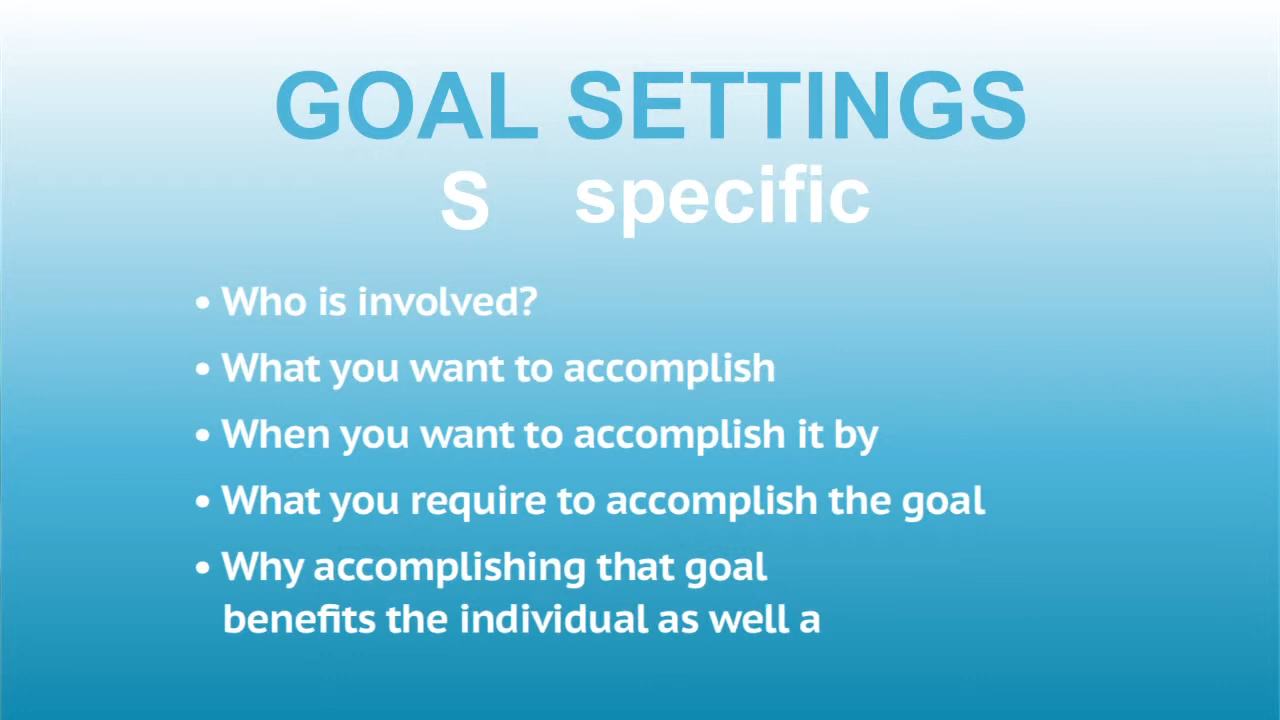 GOAL SETTINGS
S specific
• Who is involved?
• What you want to accomplish
• When you want to accomplish it by
• What you require to accomplish the goal
• Why accomplishing that goal
benefits the individual as well a